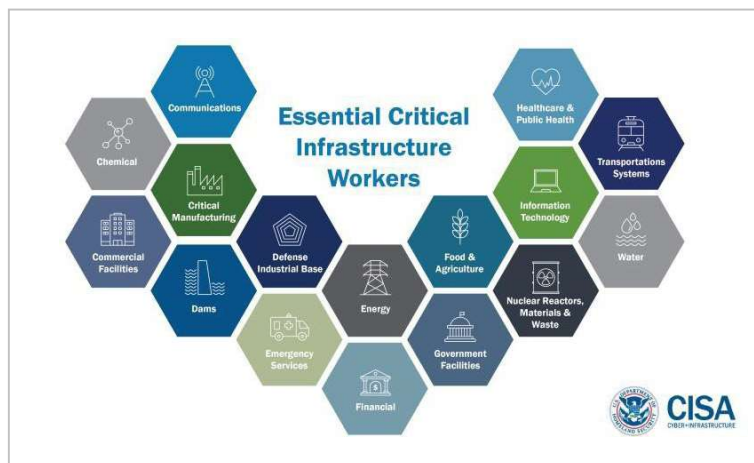 Essential Critical
Infrastructure
Workers
Communications
Healthcare &
Public Health
Chemical
Transportations
Systems
Critical
Manufacturing
Information
Technology
Commercial
Facilities
Defense
Industrial Base
Food &
Agriculture
Water
Dams
Energy
Nuclear Reactors,
Materials &
Waste
Emergency
Services
Government
Facilities
Financial
CISA
CYBER+INFRASTRUCTURE